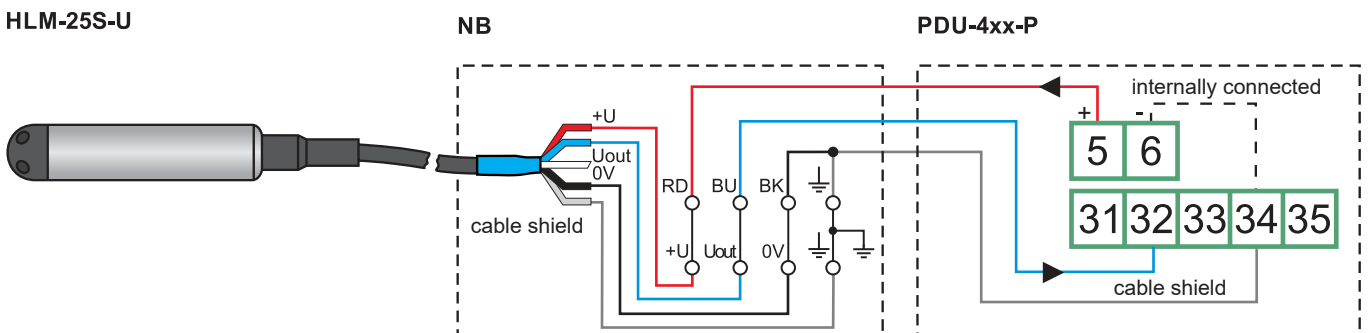 HLM-25S-U
NB
PDU-4xx-P
internally connected
+U
+ -
5 6
Uout
0V
RD BU BK
31 32 33 34 35
cable shield
+U Uout 0V
cable shield